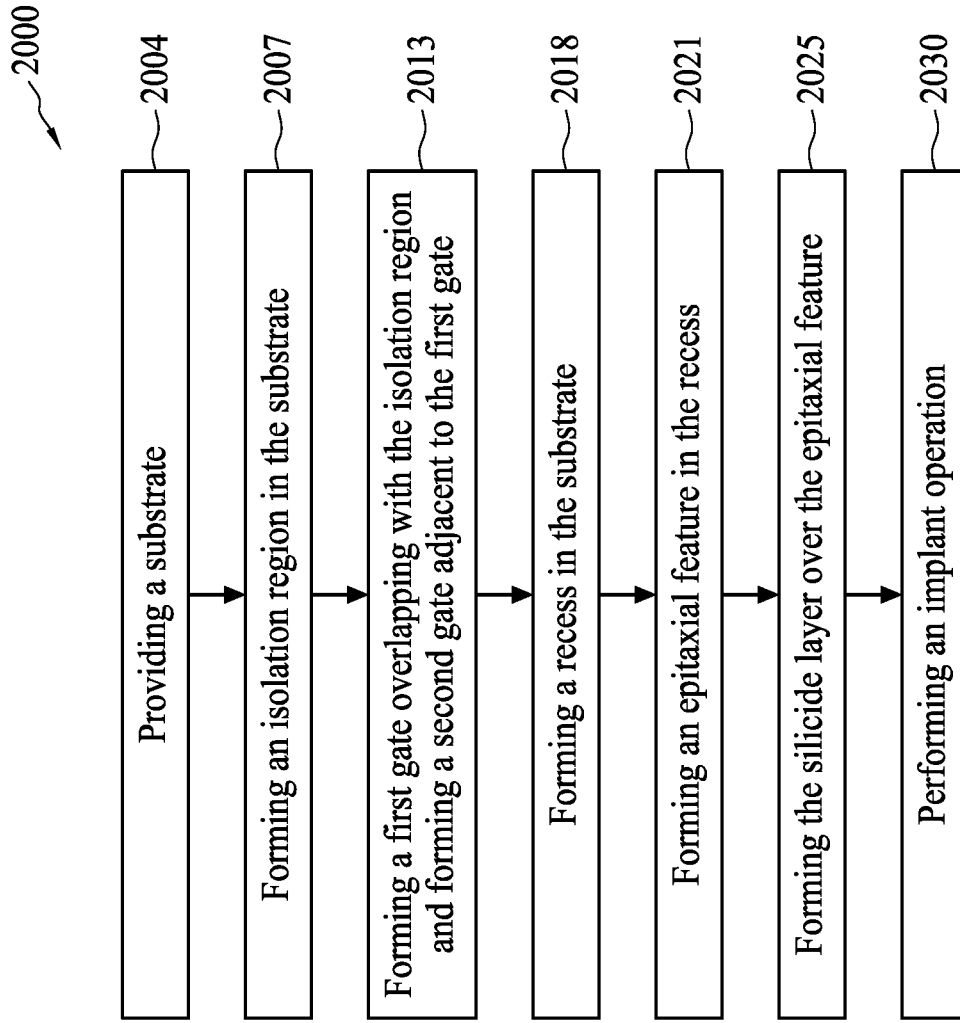 2000
Providing a substrate
2004
Forming an isolation region in the substrate
2007
Forming a first gate overlapping with the isolation region
and forming a second gate adjacent to the first gate
2013
Forming a recess in the substrate
2018
Forming an epitaxial feature in the recess
2021
Forming the silicide layer over the epitaxial feature
2025
Performing an implant operation
2030